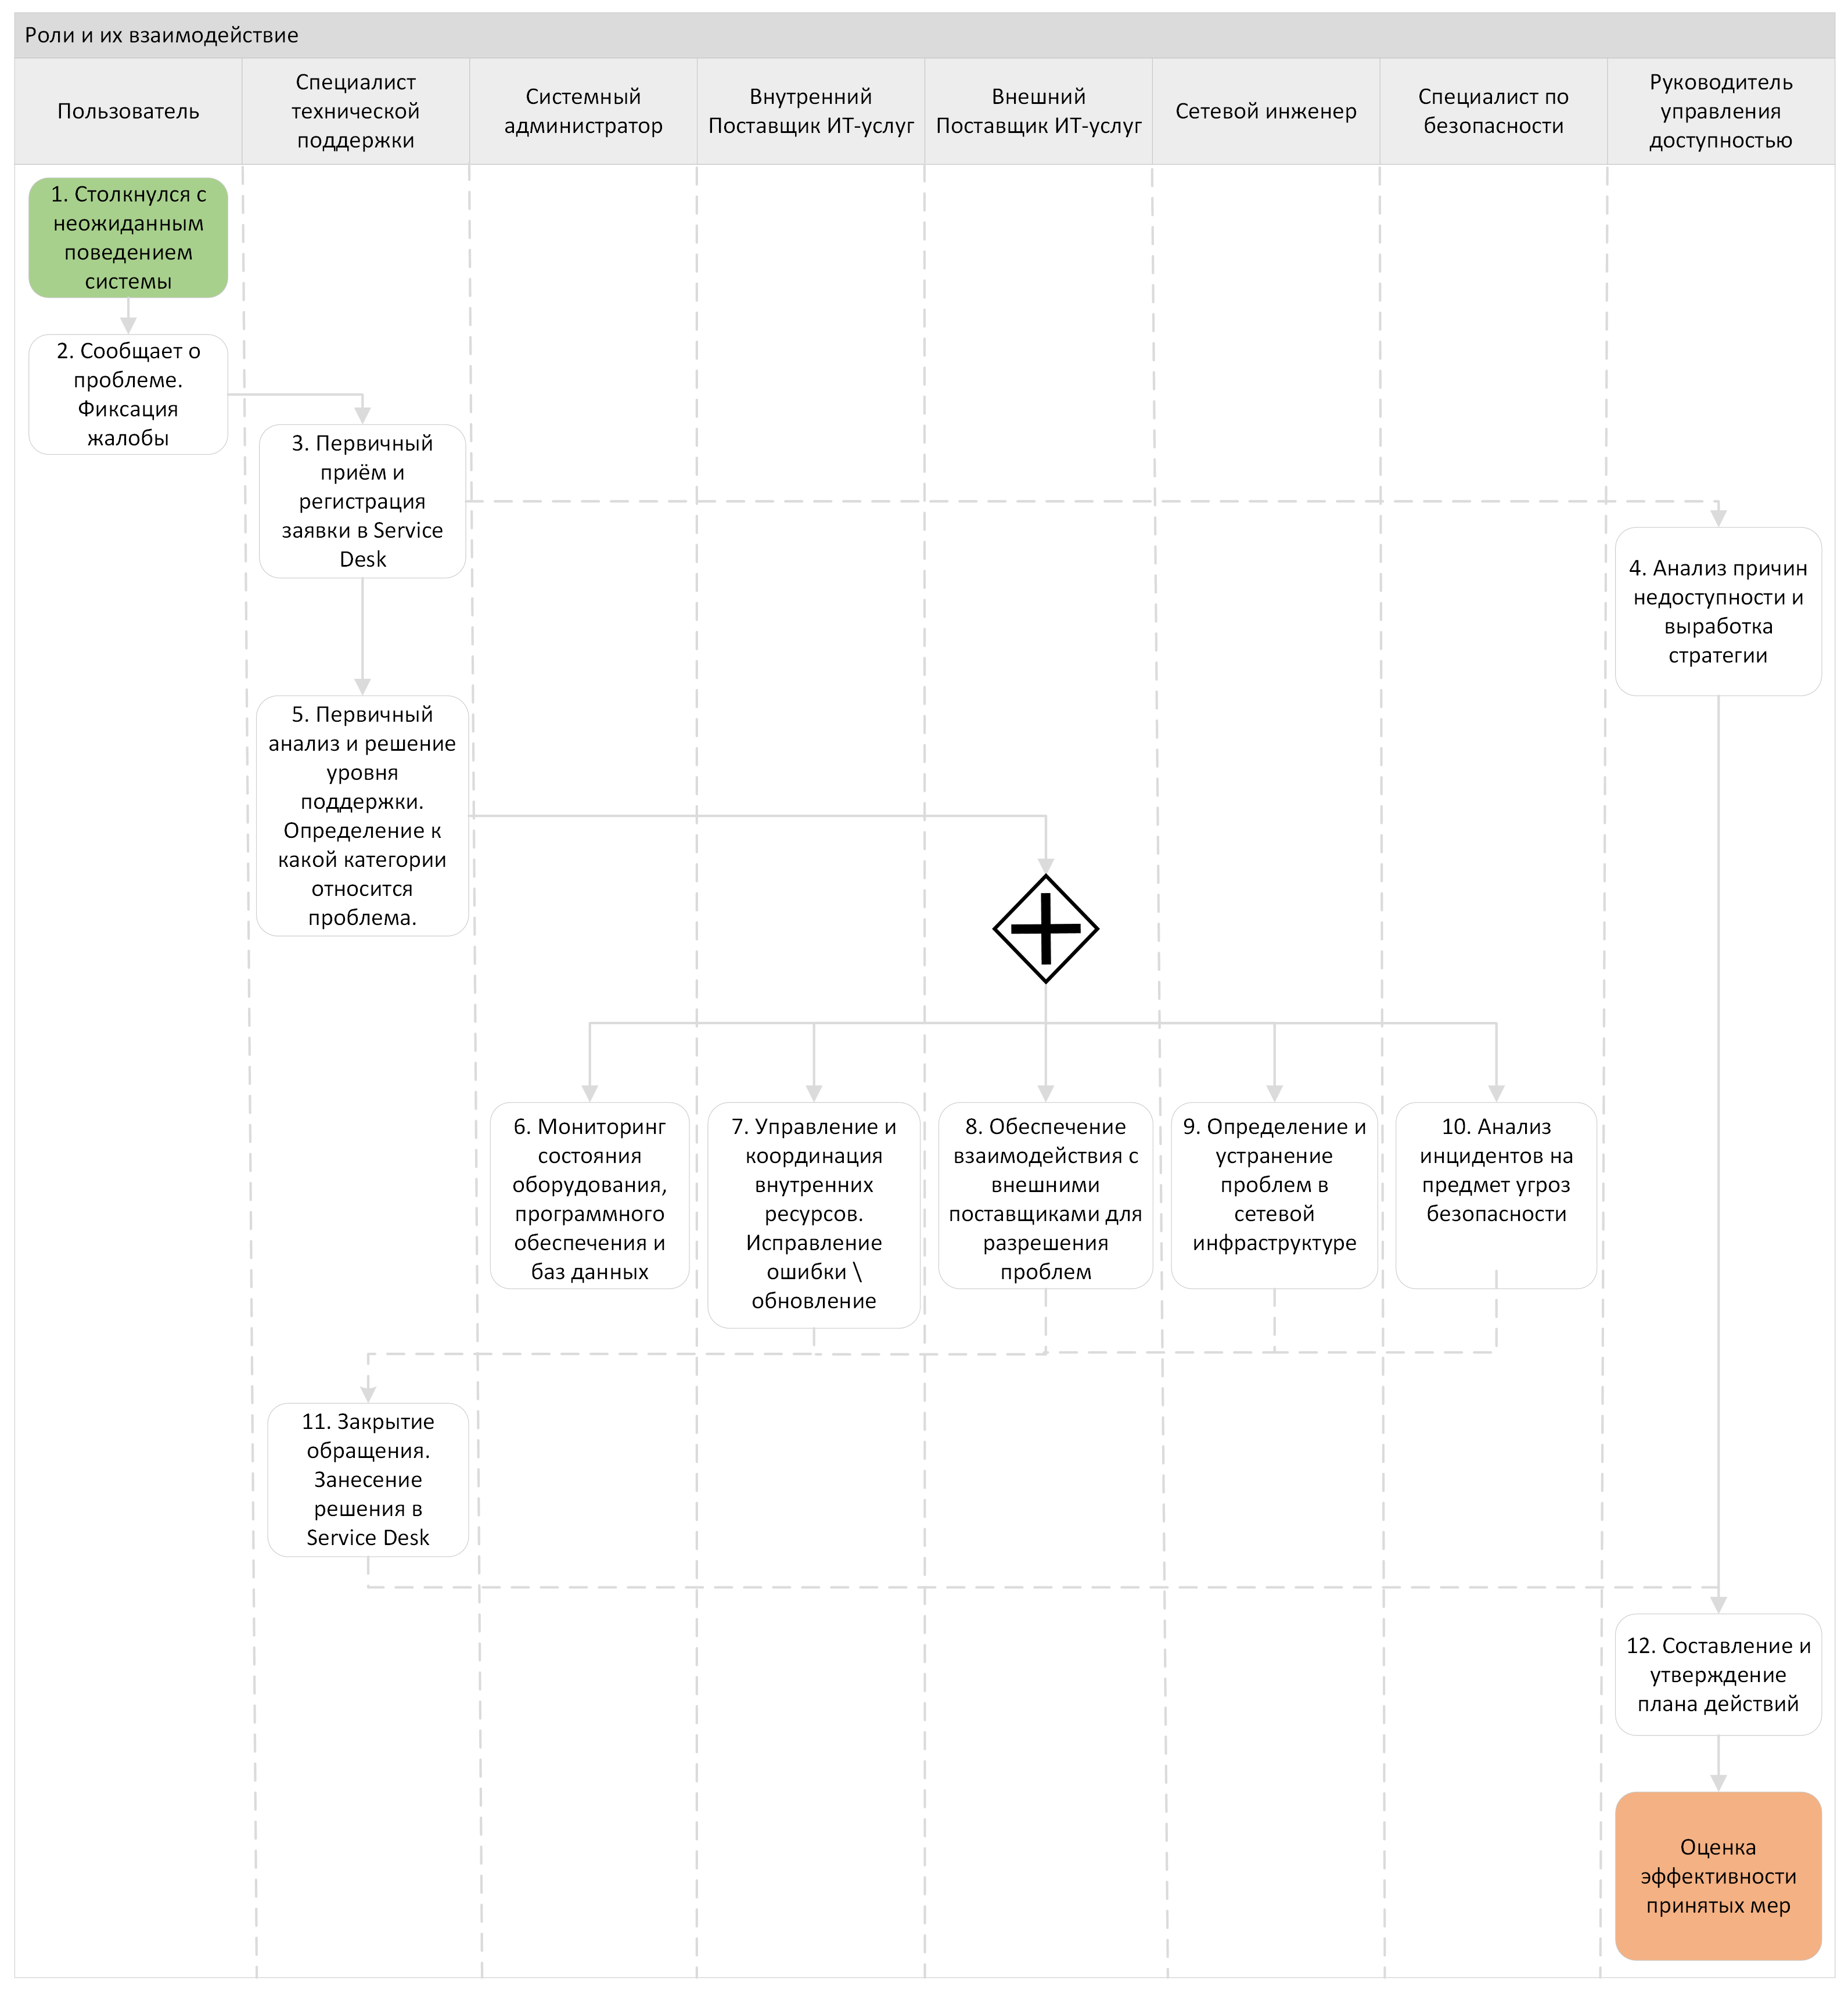 Роли и их взаимодействие
Пользователь
Специалист
технической
поддержки
Системный
администратор
Внутренний
Поставщик ИТ-услуг
Внешний
Поставщик ИТ-услуг
Сетевой инженер
Специалист по
безопасности
Руководитель
управления
доступностью
1. Столкнулся с
неожиданным
поведением
системы
2. Сообщает о
проблеме.
Фиксация
жалобы
3. Первичный
приём и
регистрация
заявки в Service
Desk
4. Анализ причин
недоступности и
выработка
стратегии
5. Первичный
анализ и решение
уровня
поддержки.
Определение к
какой категории
относится
проблема.
6. Мониторинг
состояния
оборудования,
программного
обеспечения и
баз данных
7. Управление и
координация
внутренних
ресурсов.
Исправление
ошибки \
обновление
8. Обеспечение
взаимодействия с
внешними
поставщиками для
разрешения
проблем
9. Определение и
устранение
проблем в
сетевой
инфраструктуре
10. Анализ
инцидентов на
предмет угроз
безопасности
11. Закрытие
обращения.
Занесение
решения в
Service Desk
12. Составление и
утверждение
плана действий
Оценка
эффективности
принятых мер